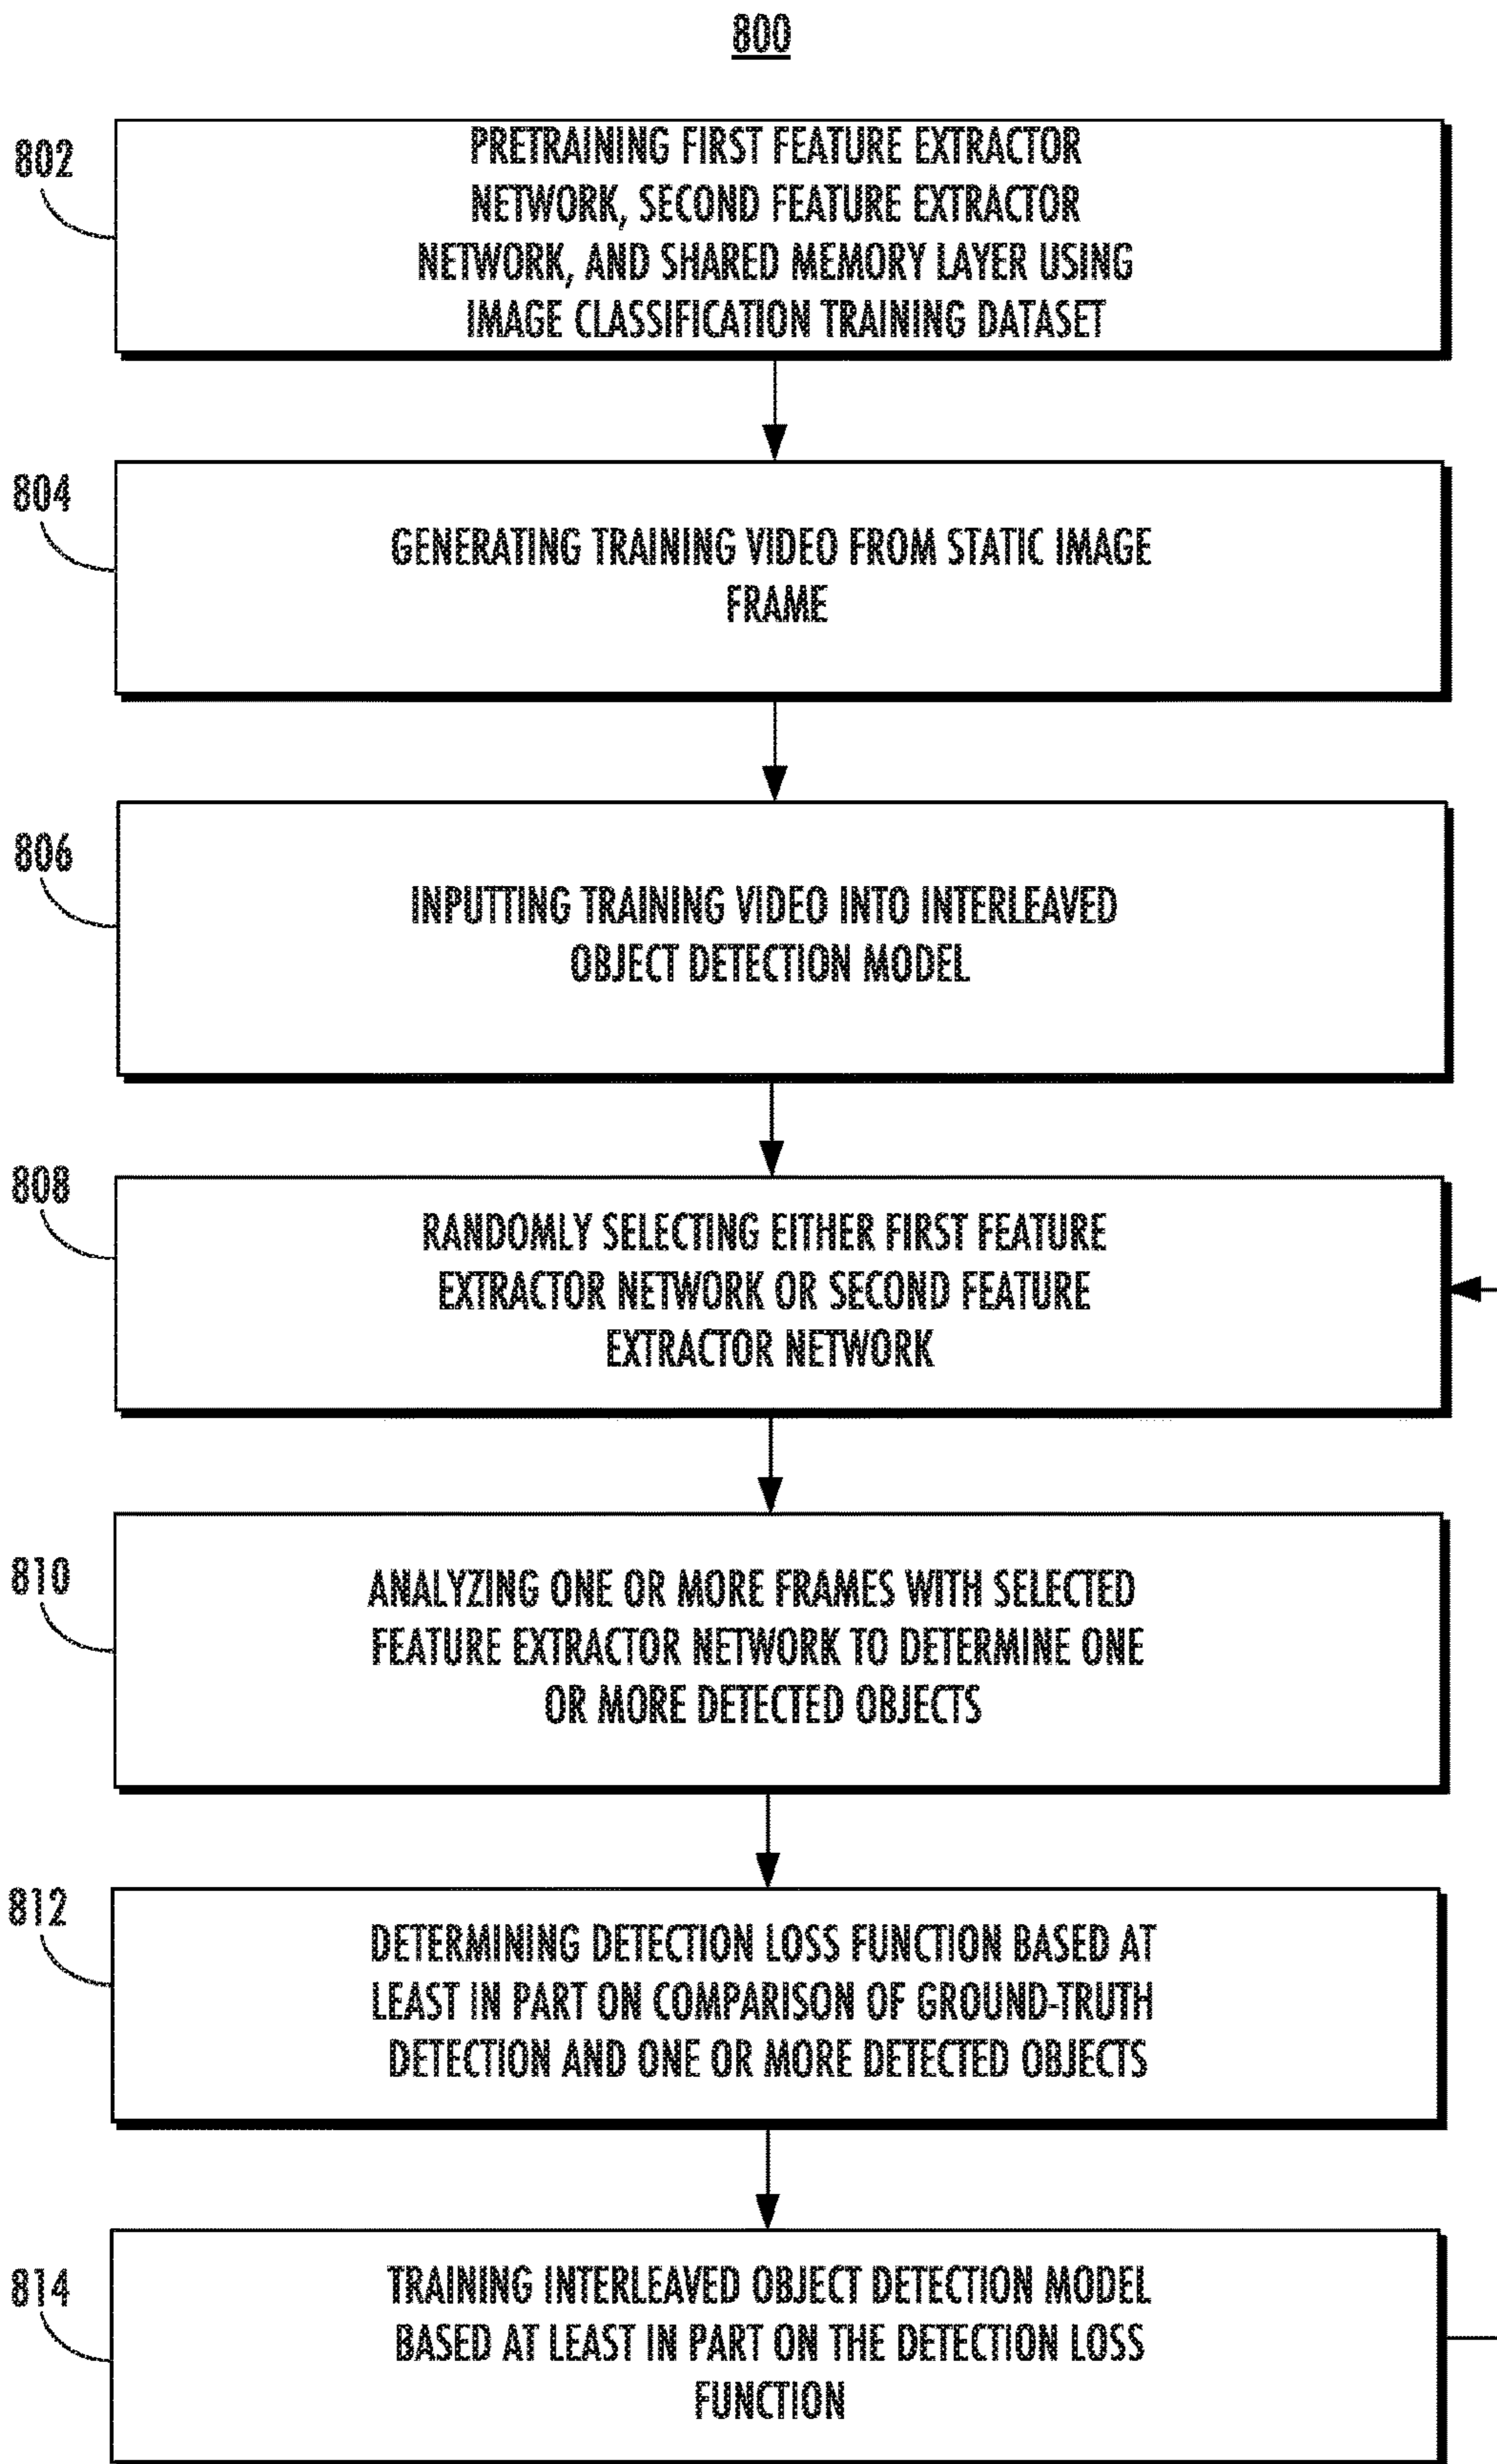 800
802
PRETRAINING FIRST FEATURE EXTRACTOR
NETWORK, SECOND FEATURE EXTRACTOR
NETWORK, AND SHARED MEMORY LAYER USING
IMAGE CLASSIFICATION TRAINING DATASET
804
GENERATING TRAINING VIDEO FROM STATIC IMAGE
FRAME
806
INPUTTING TRAINING VIDEO INTO INTERLEAVED
OBJECT DETECTION MODEL
808
RANDOMLY SELECTING EITHER FIRST FEATURE
EXTRACTOR NETWORK OR SECOND FEATURE
EXTRACTOR NETWORK
810
ANALYZING ONE OR MORE FRAMES WITH SELECTED
FEATURE EXTRACTOR NETWORK TO DETERMINE ONE
OR MORE DETECTED OBJECTS
812
DETERMINING DETECTION LOSS FUNCTION BASED AT
LEAST IN PART ON COMPARISON OF GROUND-TRUTH
DETECTION AND ONE OR MORE DETECTED OBJECTS
814
TRAINING INTERLEAVED OBJECT DETECTION MODEL
BASED AT LEAST IN PART ON THE DETECTION LOSS
FUNCTION